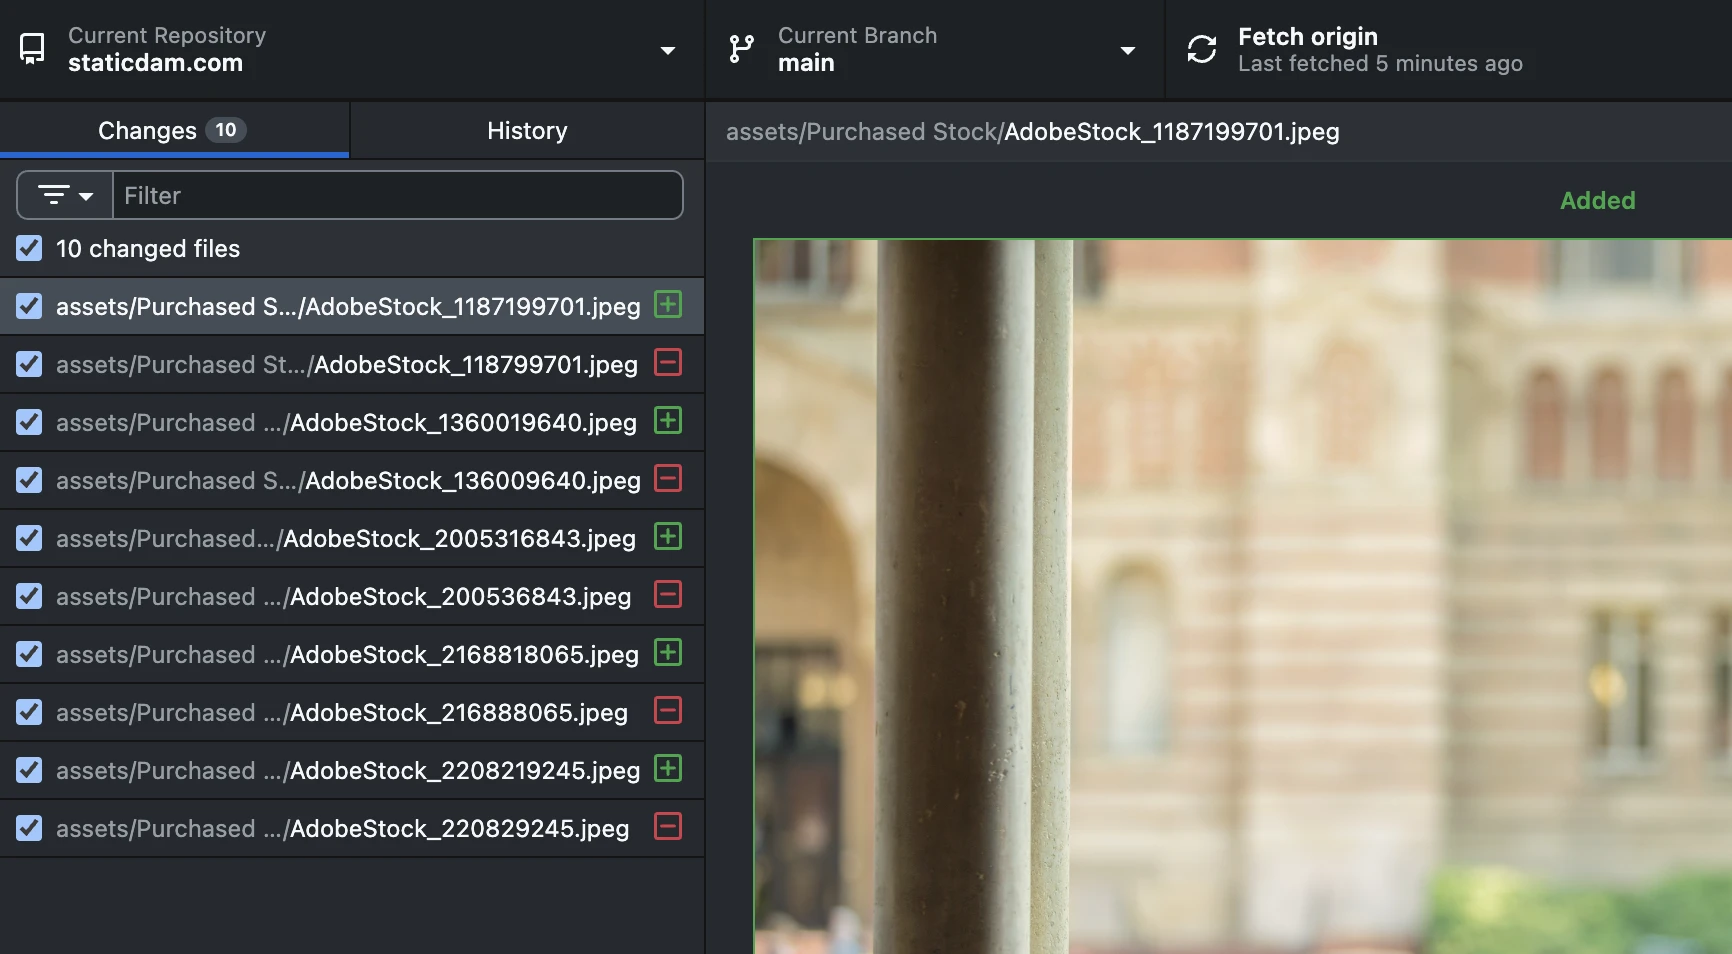 Current Repository
staticdam.com
Current Branch
main
Fetch origin
Last fetched 5 minutes ago
Changes 10
History
Filter
10 changed files
assets/Purchased S.../AdobeStock_1187199701.jpeg
assets/Purchased St.../AdobeStock_118799701.jpeg
assets/Purchased .../AdobeStock_1360019640.jpeg
assets/Purchased S.../AdobeStock_136009640.jpeg
assets/Purchased.../AdobeStock_2005316843.jpeg
assets/Purchased .../AdobeStock_200536843.jpeg
assets/Purchased .../AdobeStock_2168818065.jpeg
assets/Purchased .../AdobeStock_216888065.jpeg
assets/Purchased .../AdobeStock_2208219245.jpeg
assets/Purchased .../AdobeStock_220829245.jpeg
assets/Purchased Stock/AdobeStock_1187199701.jpeg
Added